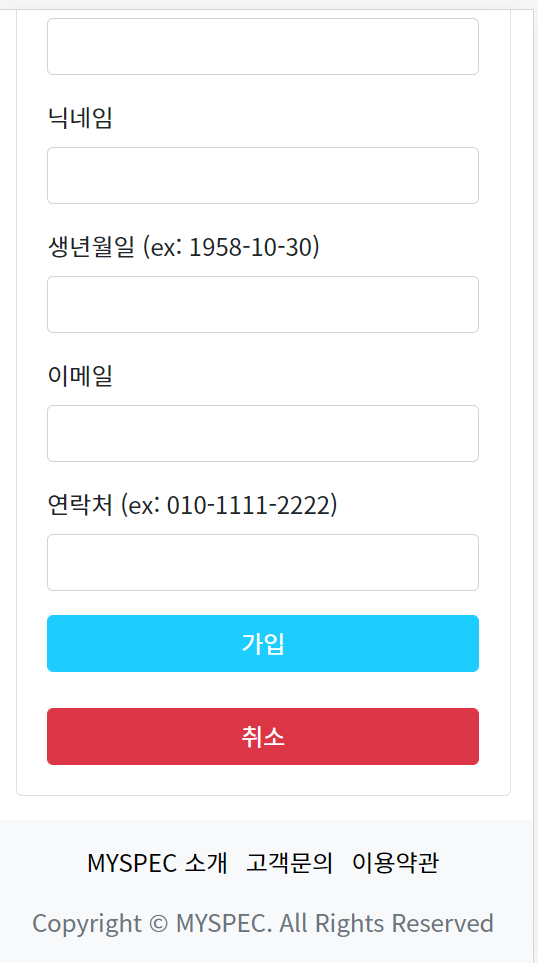 닉네임
생년월일 (ex: 1958-10-30)
이메일
연락처 (ex: 010-1111-2222)
가입
취소
MYSPEC 소개 고객문의 이용약관
Copyright © MYSPEC. All Rights Reserved